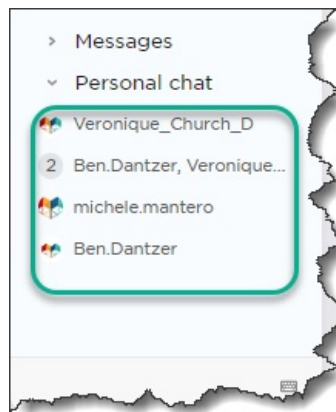 Messages
Personal chat
Veronique_Church_D
2 Ben.Dantzer, Veronique...
michele.mantero
Ben.Dantzer